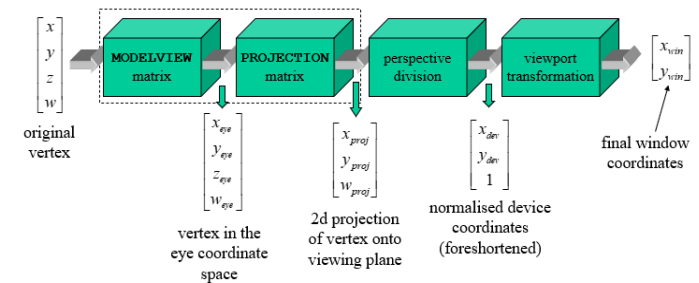 x
y
z
w
original
vertex
MODELVIEW
matrix
PROJECTION
matrix
perspective
division
viewport
transformation
x_win
y_win
final window
coordinates
x_eye
y_eye
z_eye
w_eye
vertex in the
eye coordinate
space
x_proj
y_proj
w_proj
2d projection
of vertex onto
viewing plane
x_dev
y_dev
1
normalised device
coordinates
(foreshortened)